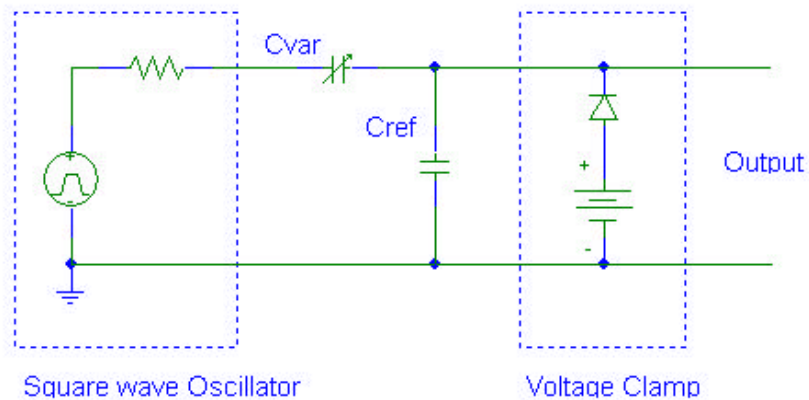 Cvar
Cref
+
Output
-
Square wave Oscillator
Voltage Clamp